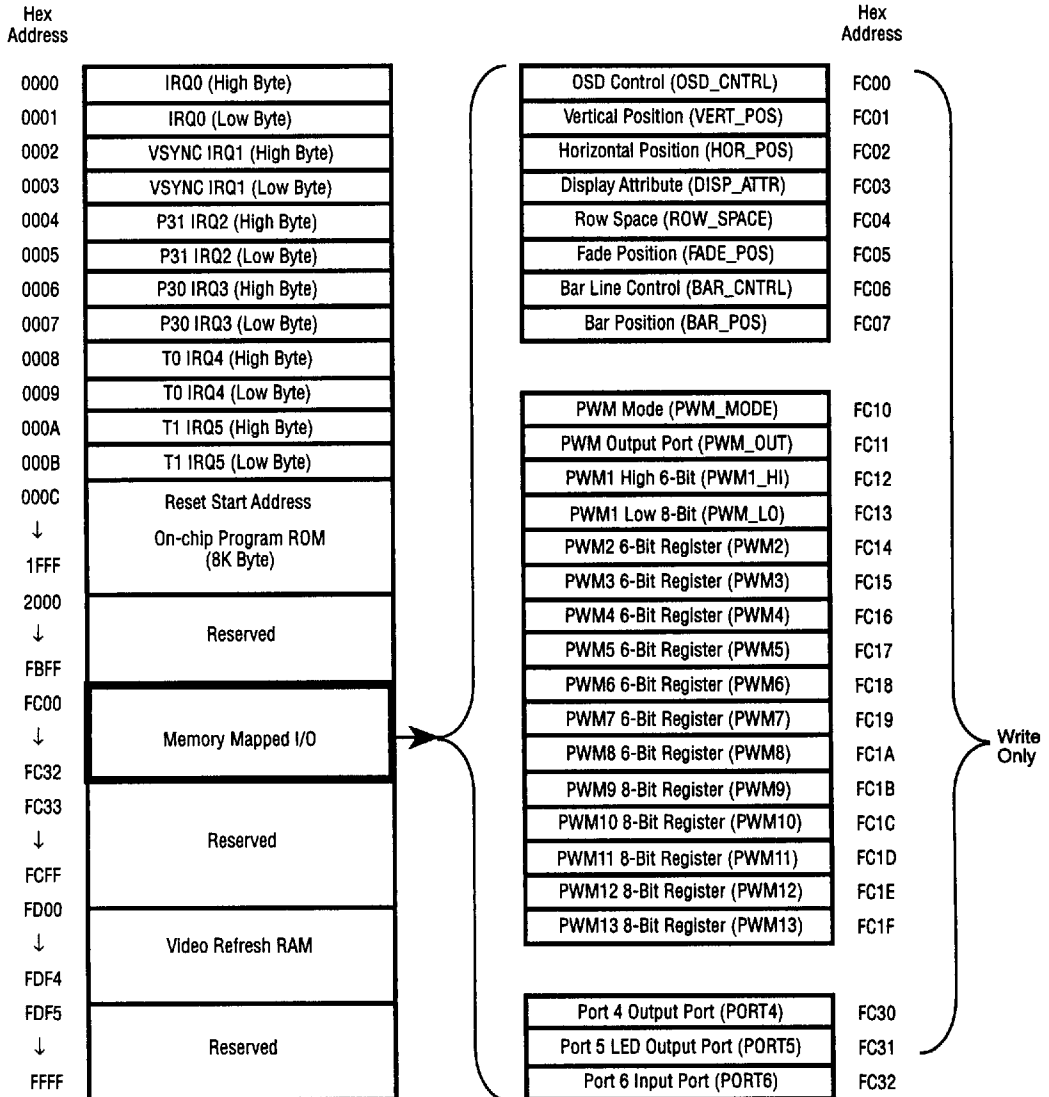 Hex
Address
0000 IRQ0 (High Byte)
0001 IRQ0 (Low Byte)
0002 VSYNC IRQ1 (High Byte)
0003 VSYNC IRQ1 (Low Byte)
0004 P31 IRQ2 (High Byte)
0005 P31 IRQ2 (Low Byte)
0006 P30 IRQ3 (High Byte)
0007 P30 IRQ3 (Low Byte)
0008 T0 IRQ4 (High Byte)
0009 T0 IRQ4 (Low Byte)
000A T1 IRQ5 (High Byte)
000B T1 IRQ5 (Low Byte)
000C Reset Start Address
↓ On-chip Program ROM
(8K Byte)
1FFF
2000
↓ Reserved
FBFF
FC00
↓ Memory Mapped I/O
FC32
FC33
↓ Reserved
FCFF
FD00
↓ Video Refresh RAM
FDF4
FDF5
↓ Reserved
FFFF
Hex
Address
OSD Control (OSD_CNTRL) FC00
Vertical Position (VERT_POS) FC01
Horizontal Position (HOR_POS) FC02
Display Attribute (DISP_ATTR) FC03
Row Space (ROW_SPACE) FC04
Fade Position (FADE_POS) FC05
Bar Line Control (BAR_CNTRL) FC06
Bar Position (BAR_POS) FC07
PWM Mode (PWM_MODE) FC10
PWM Output Port (PWM_OUT) FC11
PWM1 High 6-Bit (PWM1_HI) FC12
PWM1 Low 8-Bit (PWM_LO) FC13
PWM2 6-Bit Register (PWM2) FC14
PWM3 6-Bit Register (PWM3) FC15
PWM4 6-Bit Register (PWM4) FC16
PWM5 6-Bit Register (PWM5) FC17
PWM6 6-Bit Register (PWM6) FC18
PWM7 6-Bit Register (PWM7) FC19
PWM8 6-Bit Register (PWM8) FC1A
PWM9 8-Bit Register (PWM9) FC1B
PWM10 8-Bit Register (PWM10) FC1C
PWM11 8-Bit Register (PWM11) FC1D
PWM12 8-Bit Register (PWM12) FC1E
PWM13 8-Bit Register (PWM13) FC1F
Port 4 Output Port (PORT4) FC30
Port 5 LED Output Port (PORT5) FC31
Port 6 Input Port (PORT6) FC32
Write
Only